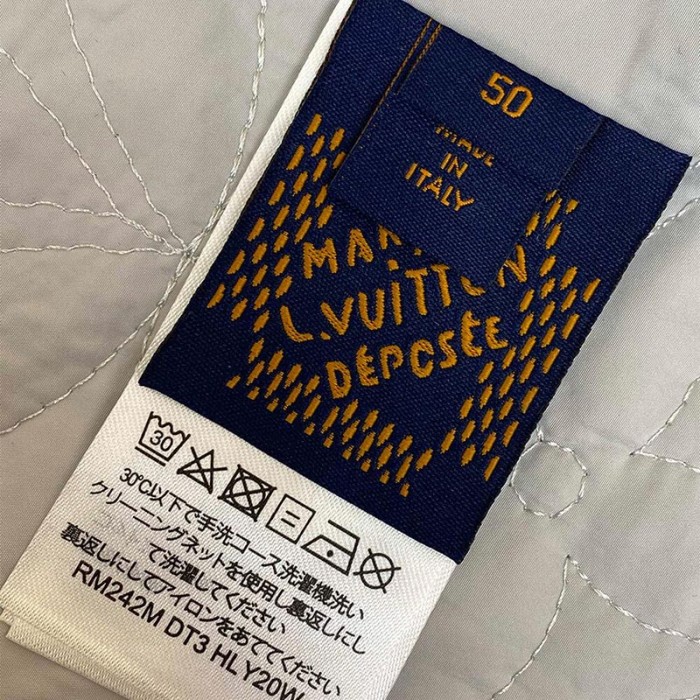 50
MADE
IN
ITALY
L.VUITTON
DÉPOSÉE
30
30℃以下で手洗コース洗濯機洗い
クリーニングネットを使用し裏返しにし
て洗濯してください
裏返しにしてアイロンをあててください
RM242M DT3 HLY20W